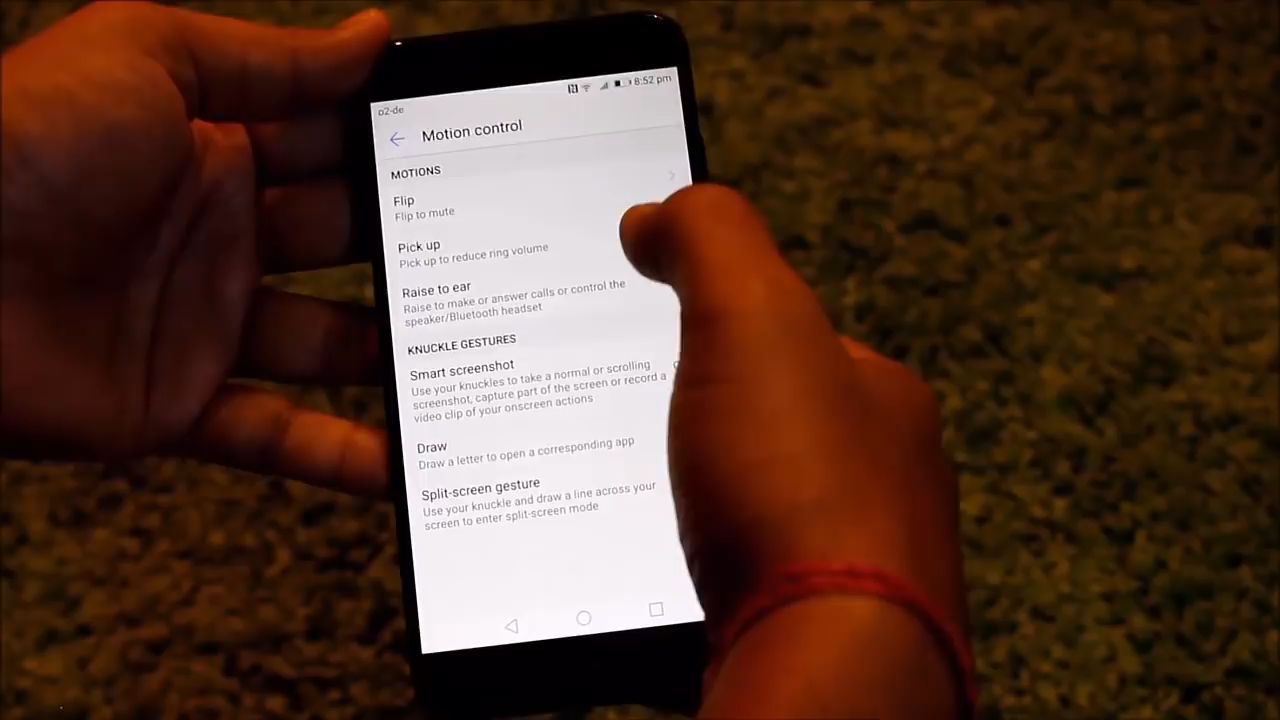 o2-de 8:52 pm
Motion control
MOTIONS
Flip
Flip to mute
Pick up
Pick up to reduce ring volume
Raise to ear
Raise to make or answer calls or control the
speaker/Bluetooth headset
KNUCKLE GESTURES
Smart screenshot
Use your knuckles to take a normal or scrolling
screenshot, capture part of the screen or record a
video clip of your onscreen actions
Draw
Draw a letter to open a corresponding app
Split-screen gesture
Use your knuckle and draw a line across your
screen to enter split-screen mode